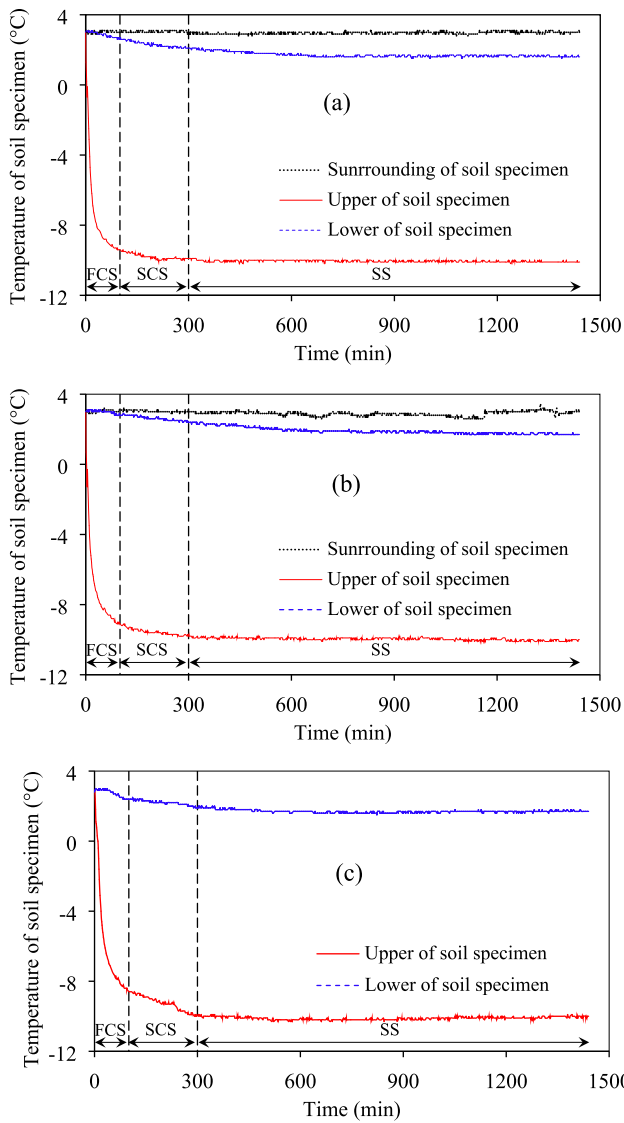 Temperature of soil specimen (°C)
4
0
-4
-8
-12
(a)
Sunrrounding of soil specimen
Upper of soil specimen
Lower of soil specimen
FCS SCS SS
0 300 600 900 1200 1500
Time (min)
Temperature of soil specimen (°C)
4
0
-4
-8
-12
(b)
Sunrrounding of soil specimen
Upper of soil specimen
Lower of soil specimen
FCS SCS SS
0 300 600 900 1200 1500
Time (min)
Temperature of soil specimen (°C)
4
0
-4
-8
-12
(c)
Upper of soil specimen
Lower of soil specimen
FCS SCS SS
0 300 600 900 1200 1500
Time (min)